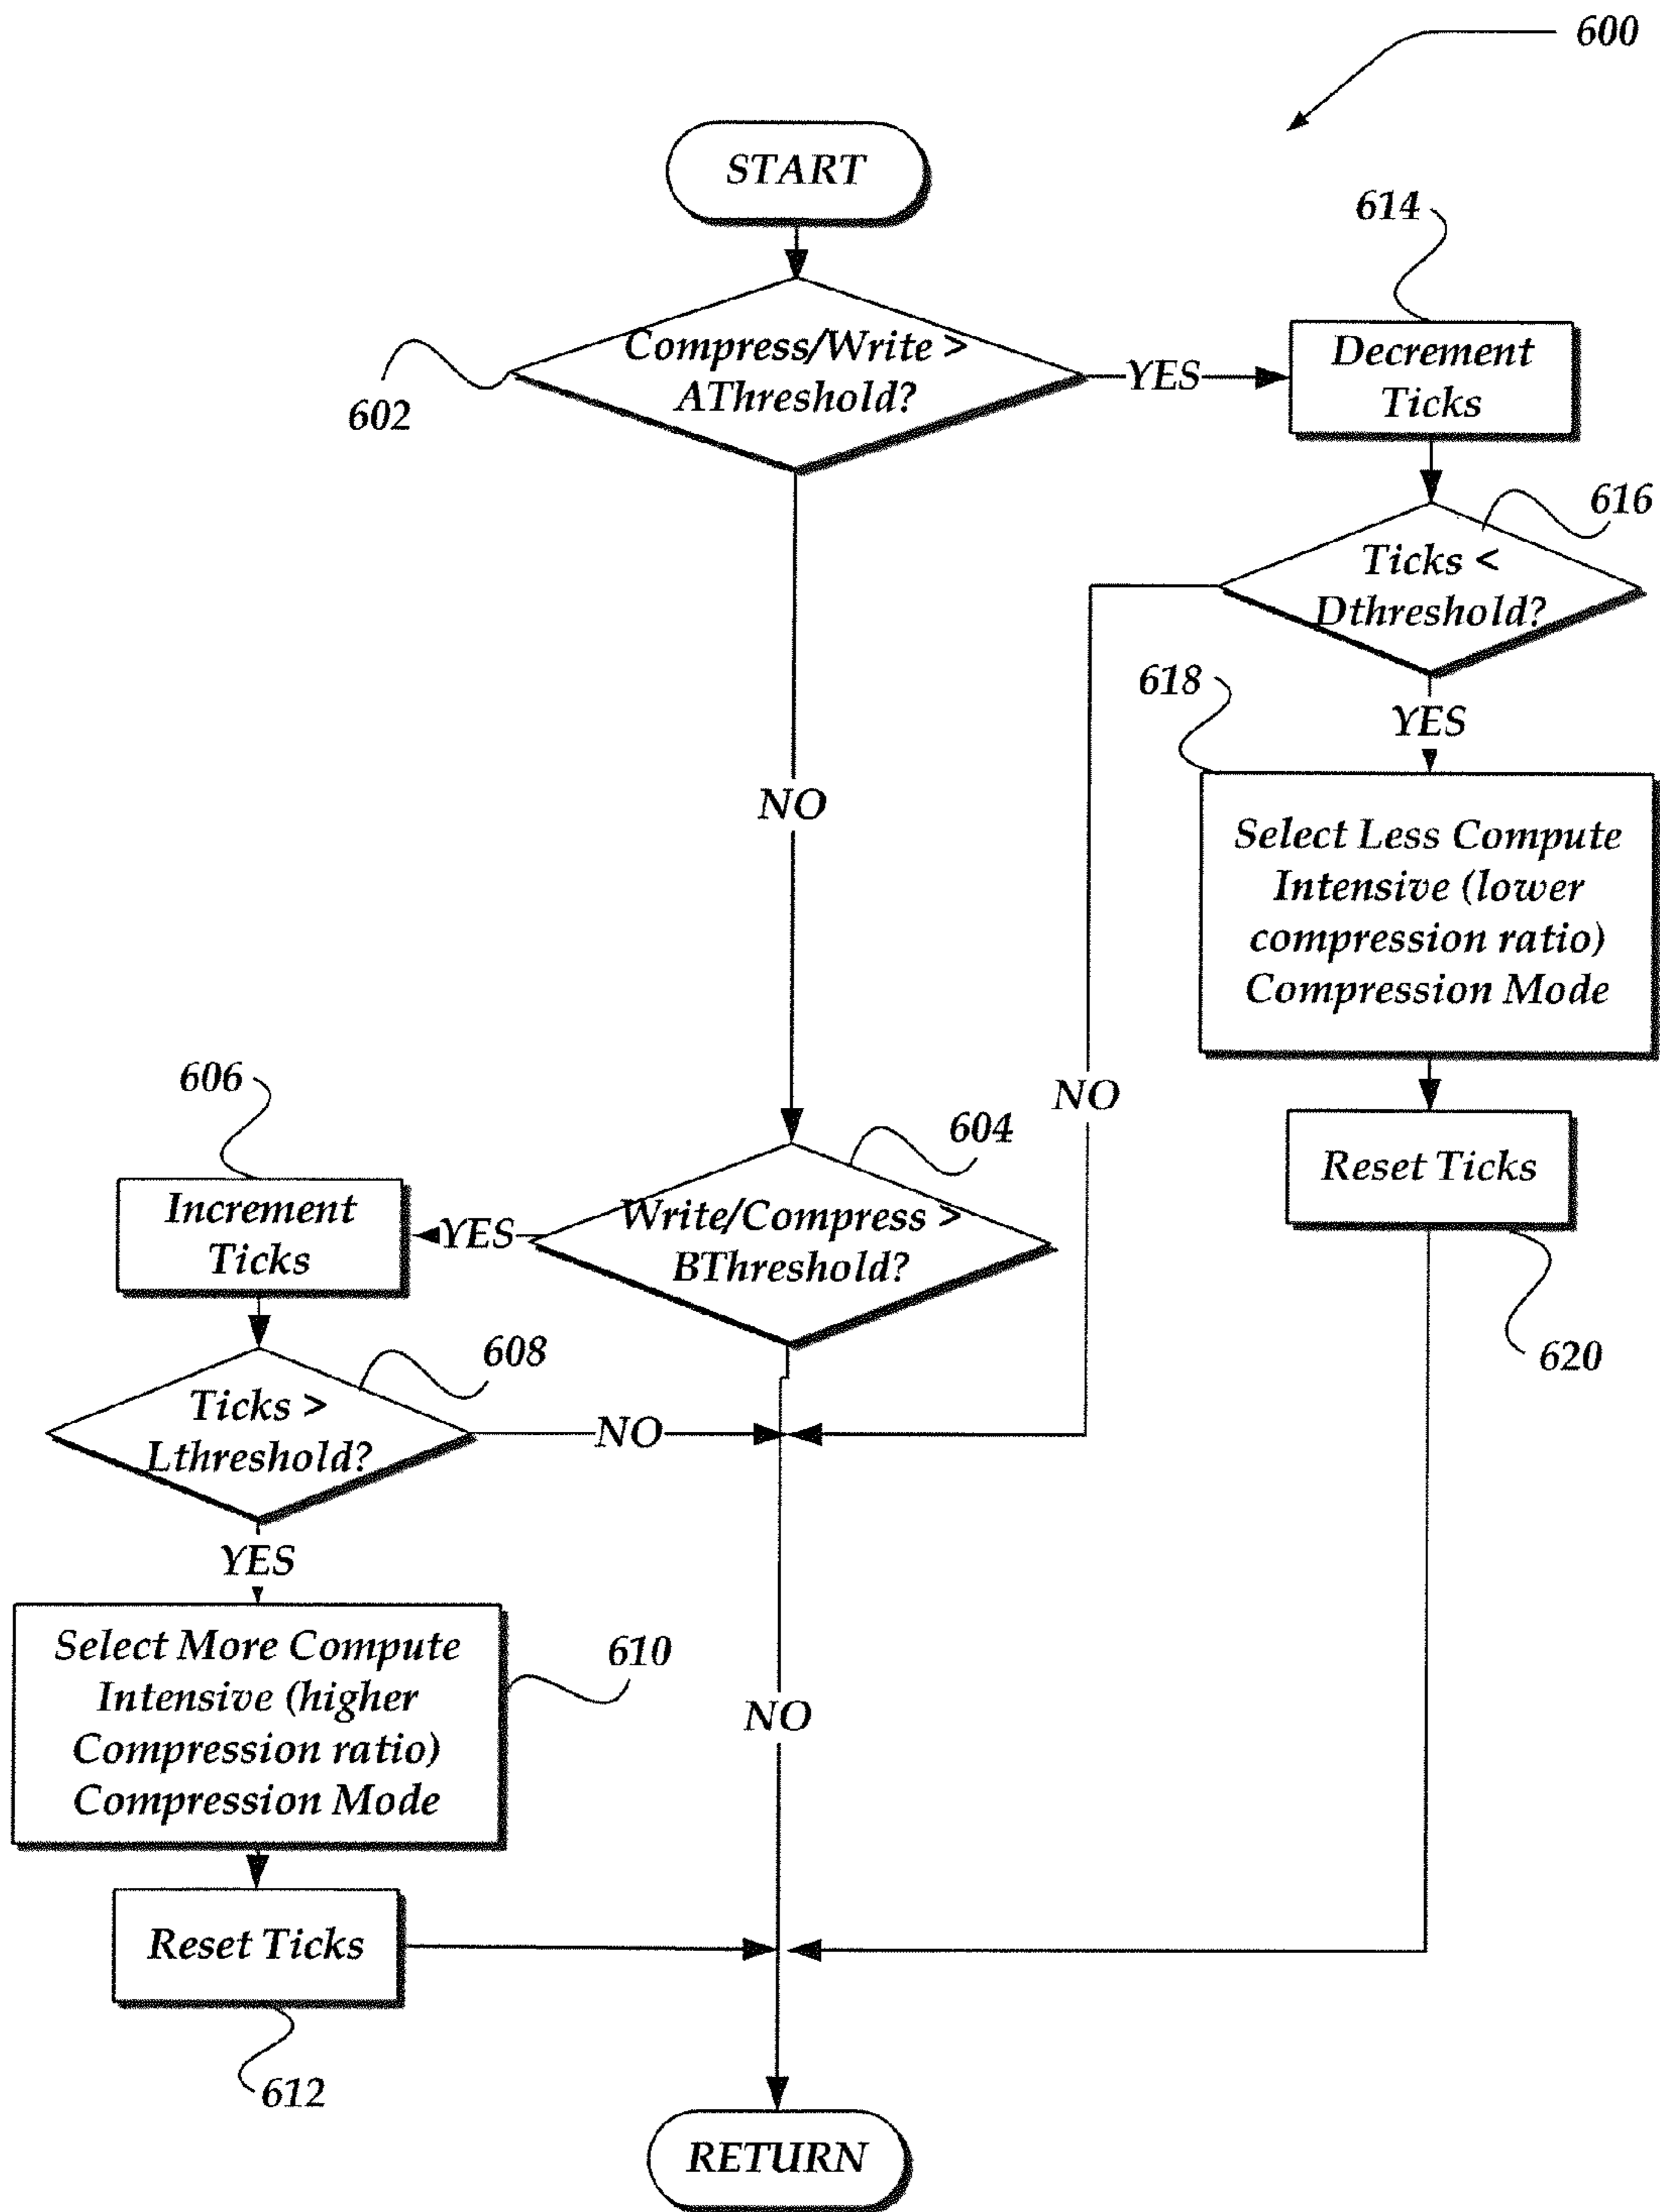 600
START
614
Compress/Write >
AThreshold?
602
YES
Decrement
Ticks
616
Ticks <
Dthreshold?
618
YES
NO
Select Less Compute
Intensive (lower
compression ratio)
Compression Mode
NO
606
604
Reset Ticks
Increment
Ticks
YES
Write/Compress >
BThreshold?
608
620
Ticks >
Lthreshold?
NO
YES
Select More Compute
Intensive (higher
Compression ratio)
Compression Mode
610
NO
Reset Ticks
612
RETURN